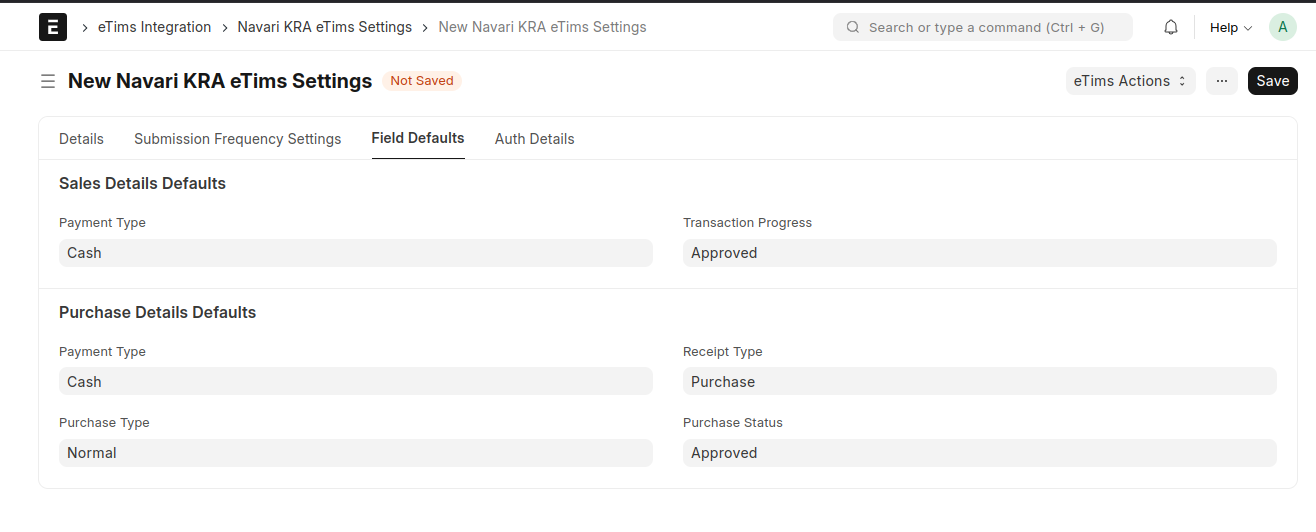 E > eTims Integration > Navari KRA eTims Settings > New Navari KRA eTims Settings Search or type a command (Ctrl + G) Help A
New Navari KRA eTims Settings Not Saved eTims Actions ... Save
Details Submission Frequency Settings Field Defaults Auth Details
Sales Details Defaults
Payment Type Transaction Progress
Cash Approved
Purchase Details Defaults
Payment Type Receipt Type
Cash Purchase
Purchase Type Purchase Status
Normal Approved